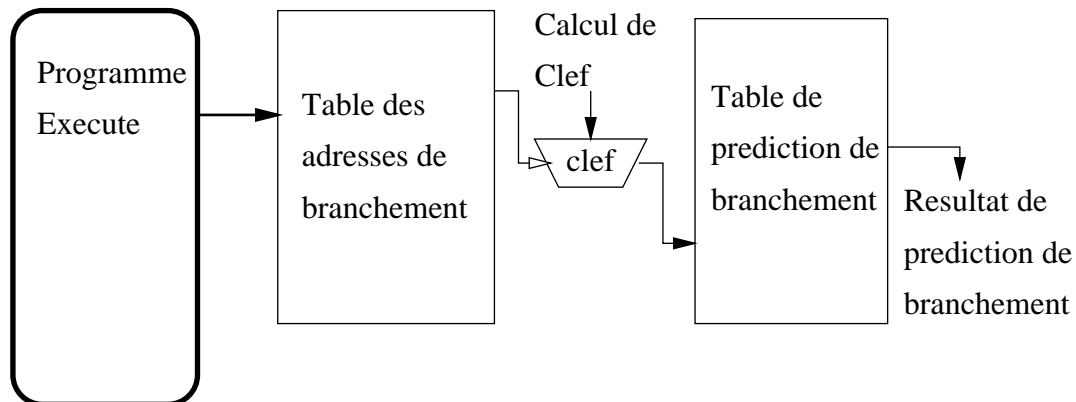 Programme
Execute
Table des
adresses de
branchement
Calcul de
Clef
clef
Table de
prediction de
branchement
Resultat de
prediction de
branchement